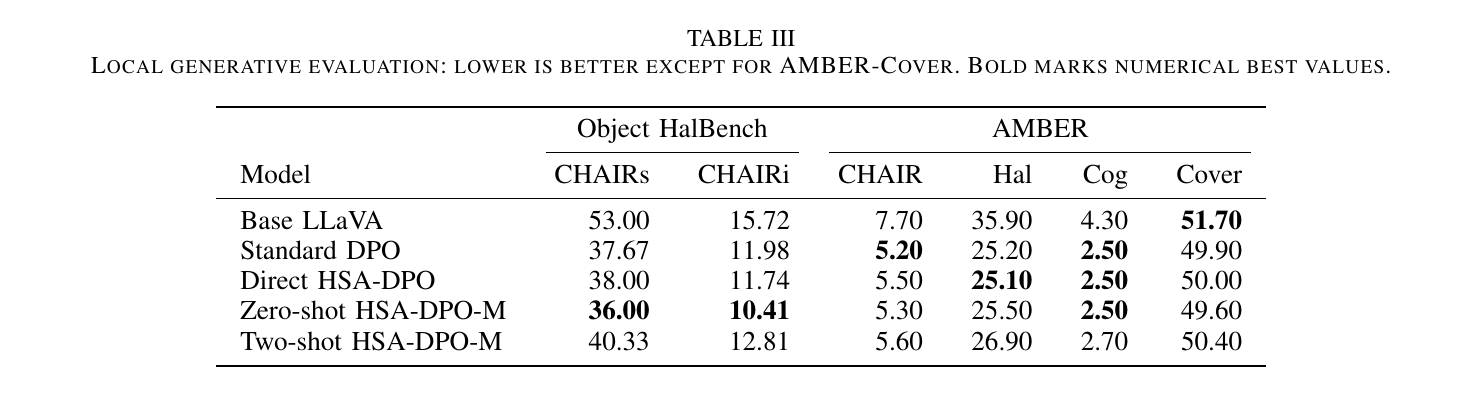 TABLE III
LOCAL GENERATIVE EVALUATION: LOWER IS BETTER EXCEPT FOR AMBER-COVER. BOLD MARKS NUMERICAL BEST VALUES.
Object HalBench AMBER
Model CHAIRs CHAIRi CHAIR Hal Cog Cover
Base LLaVA 53.00 15.72 7.70 35.90 4.30 51.70
Standard DPO 37.67 11.98 5.20 25.20 2.50 49.90
Direct HSA-DPO 38.00 11.74 5.50 25.10 2.50 50.00
Zero-shot HSA-DPO-M 36.00 10.41 5.30 25.50 2.50 49.60
Two-shot HSA-DPO-M 40.33 12.81 5.60 26.90 2.70 50.40